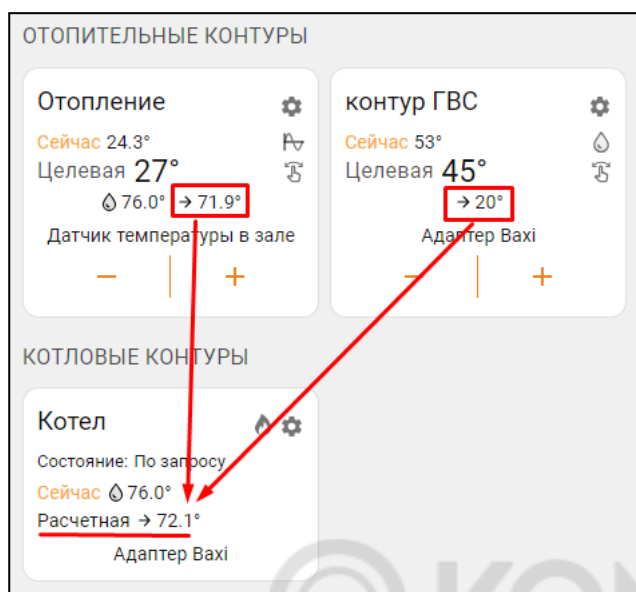 ОТОПИТЕЛЬНЫЕ КОНТУРЫ
Отопление
Сейчас 24.3°
Целевая 27°
76.0° → 71.9°
Датчик температуры в зале
− +
контур ГВС
Сейчас 53°
Целевая 45°
→ 20°
Адаптер Baxi
− +
КОТЛОВЫЕ КОНТУРЫ
Котел
Состояние: По запросу
Сейчас 76.0°
Расчетная → 72.1°
Адаптер Baxi